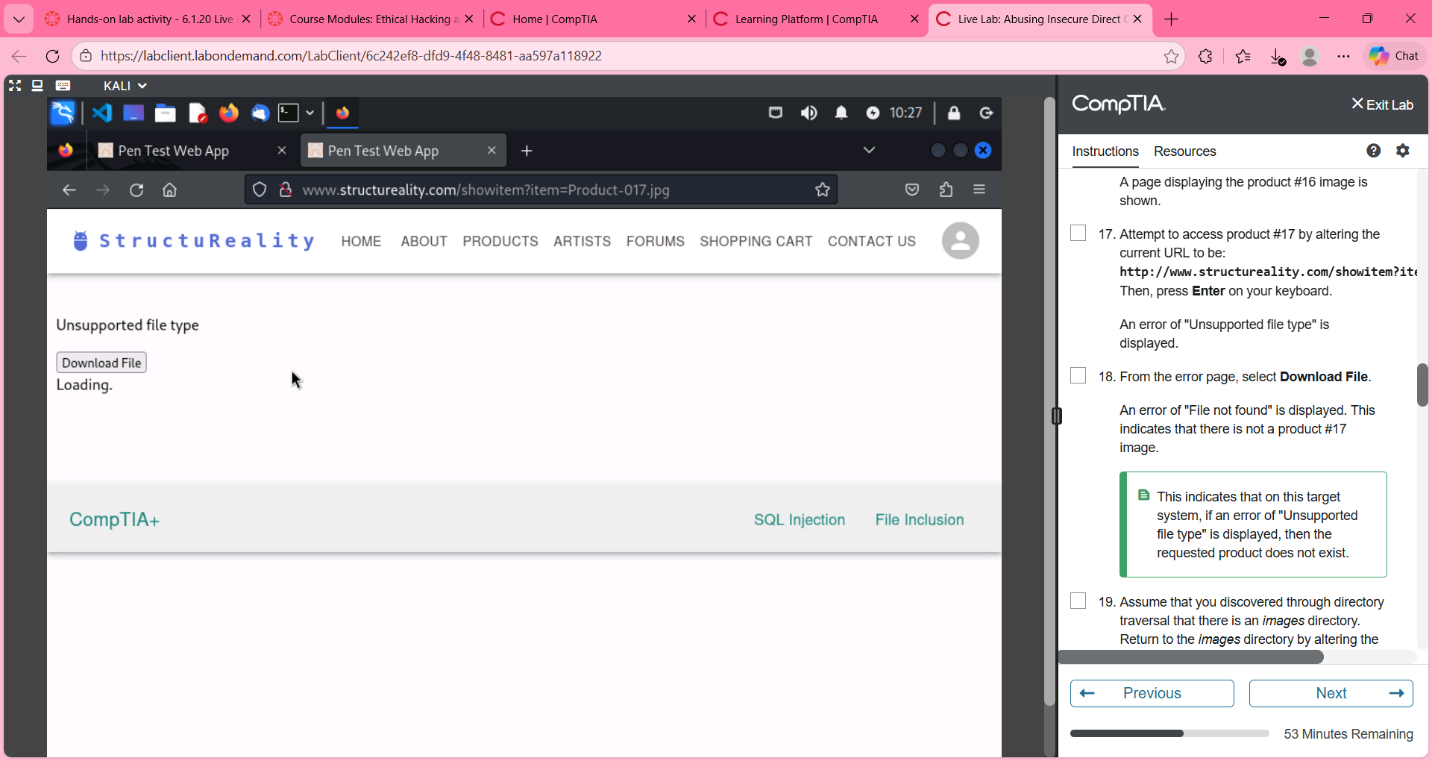 Hands-on lab activity - 6.1.20 Live
Course Modules: Ethical Hacking a
Home | CompTIA
Learning Platform | CompTIA
Live Lab: Abusing Insecure Direct
https://labclient.labondemand.com/LabClient/6c242ef8-dfd9-4f48-8481-aa597a118922
Chat
KALI
CompTIA.
Exit Lab
10:27
Pen Test Web App
Pen Test Web App
Instructions
Resources
www.structureality.com/showitem?item=Product-017.jpg
StructuReality
HOME
ABOUT
PRODUCTS
ARTISTS
FORUMS
SHOPPING CART
CONTACT US
Unsupported file type
Download File
Loading.
CompTIA+
SQL Injection
File Inclusion
A page displaying the product #16 image is
shown.
17. Attempt to access product #17 by altering the
current URL to be:
http://www.structureality.com/showitem?ite
Then, press Enter on your keyboard.
An error of "Unsupported file type" is
displayed.
18. From the error page, select Download File.
An error of "File not found" is displayed. This
indicates that there is not a product #17
image.
This indicates that on this target
system, if an error of "Unsupported
file type" is displayed, then the
requested product does not exist.
19. Assume that you discovered through directory
traversal that there is an images directory.
Return to the images directory by altering the
Previous
Next
53 Minutes Remaining